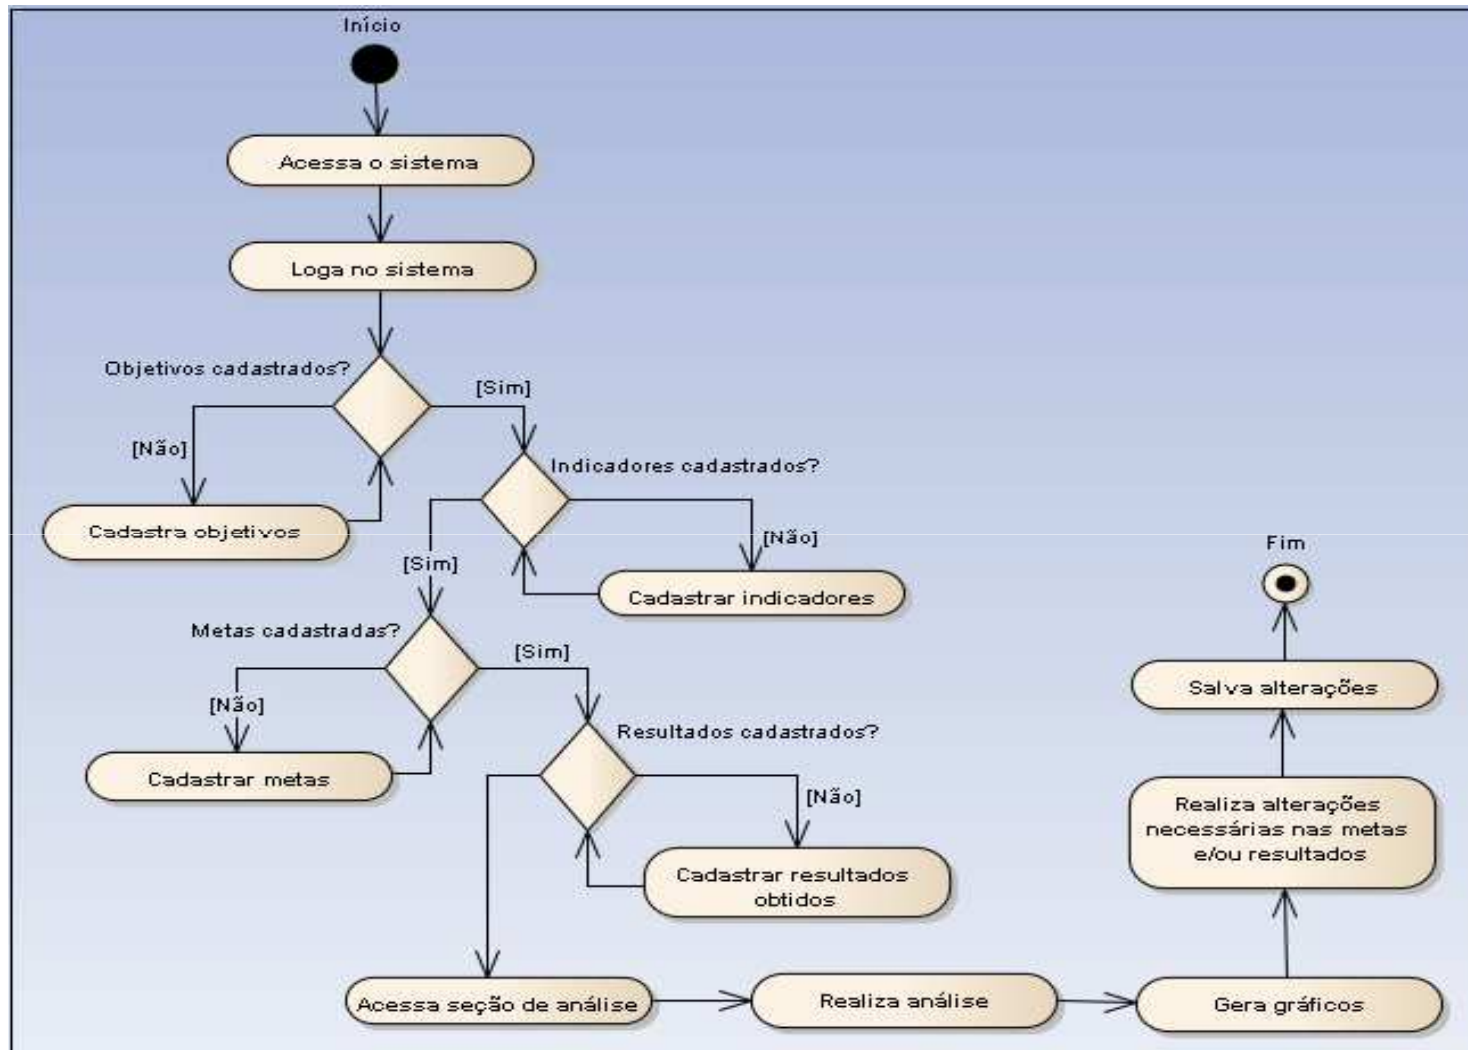 Início
Acessa o sistema
Loga no sistema
Objetivos cadastrados?
[Sim]
[Não]
Cadastra objetivos
Indicadores cadastrados?
[Não]
[Sim]
Cadastrar indicadores
Metas cadastradas?
[Sim]
[Não]
Cadastrar metas
Resultados cadastrados?
[Não]
Cadastrar resultados
obtidos
Acessa seção de análise
Realiza análise
Gera gráficos
Realiza alterações
necessárias nas metas
e/ou resultados
Salva alterações
Fim